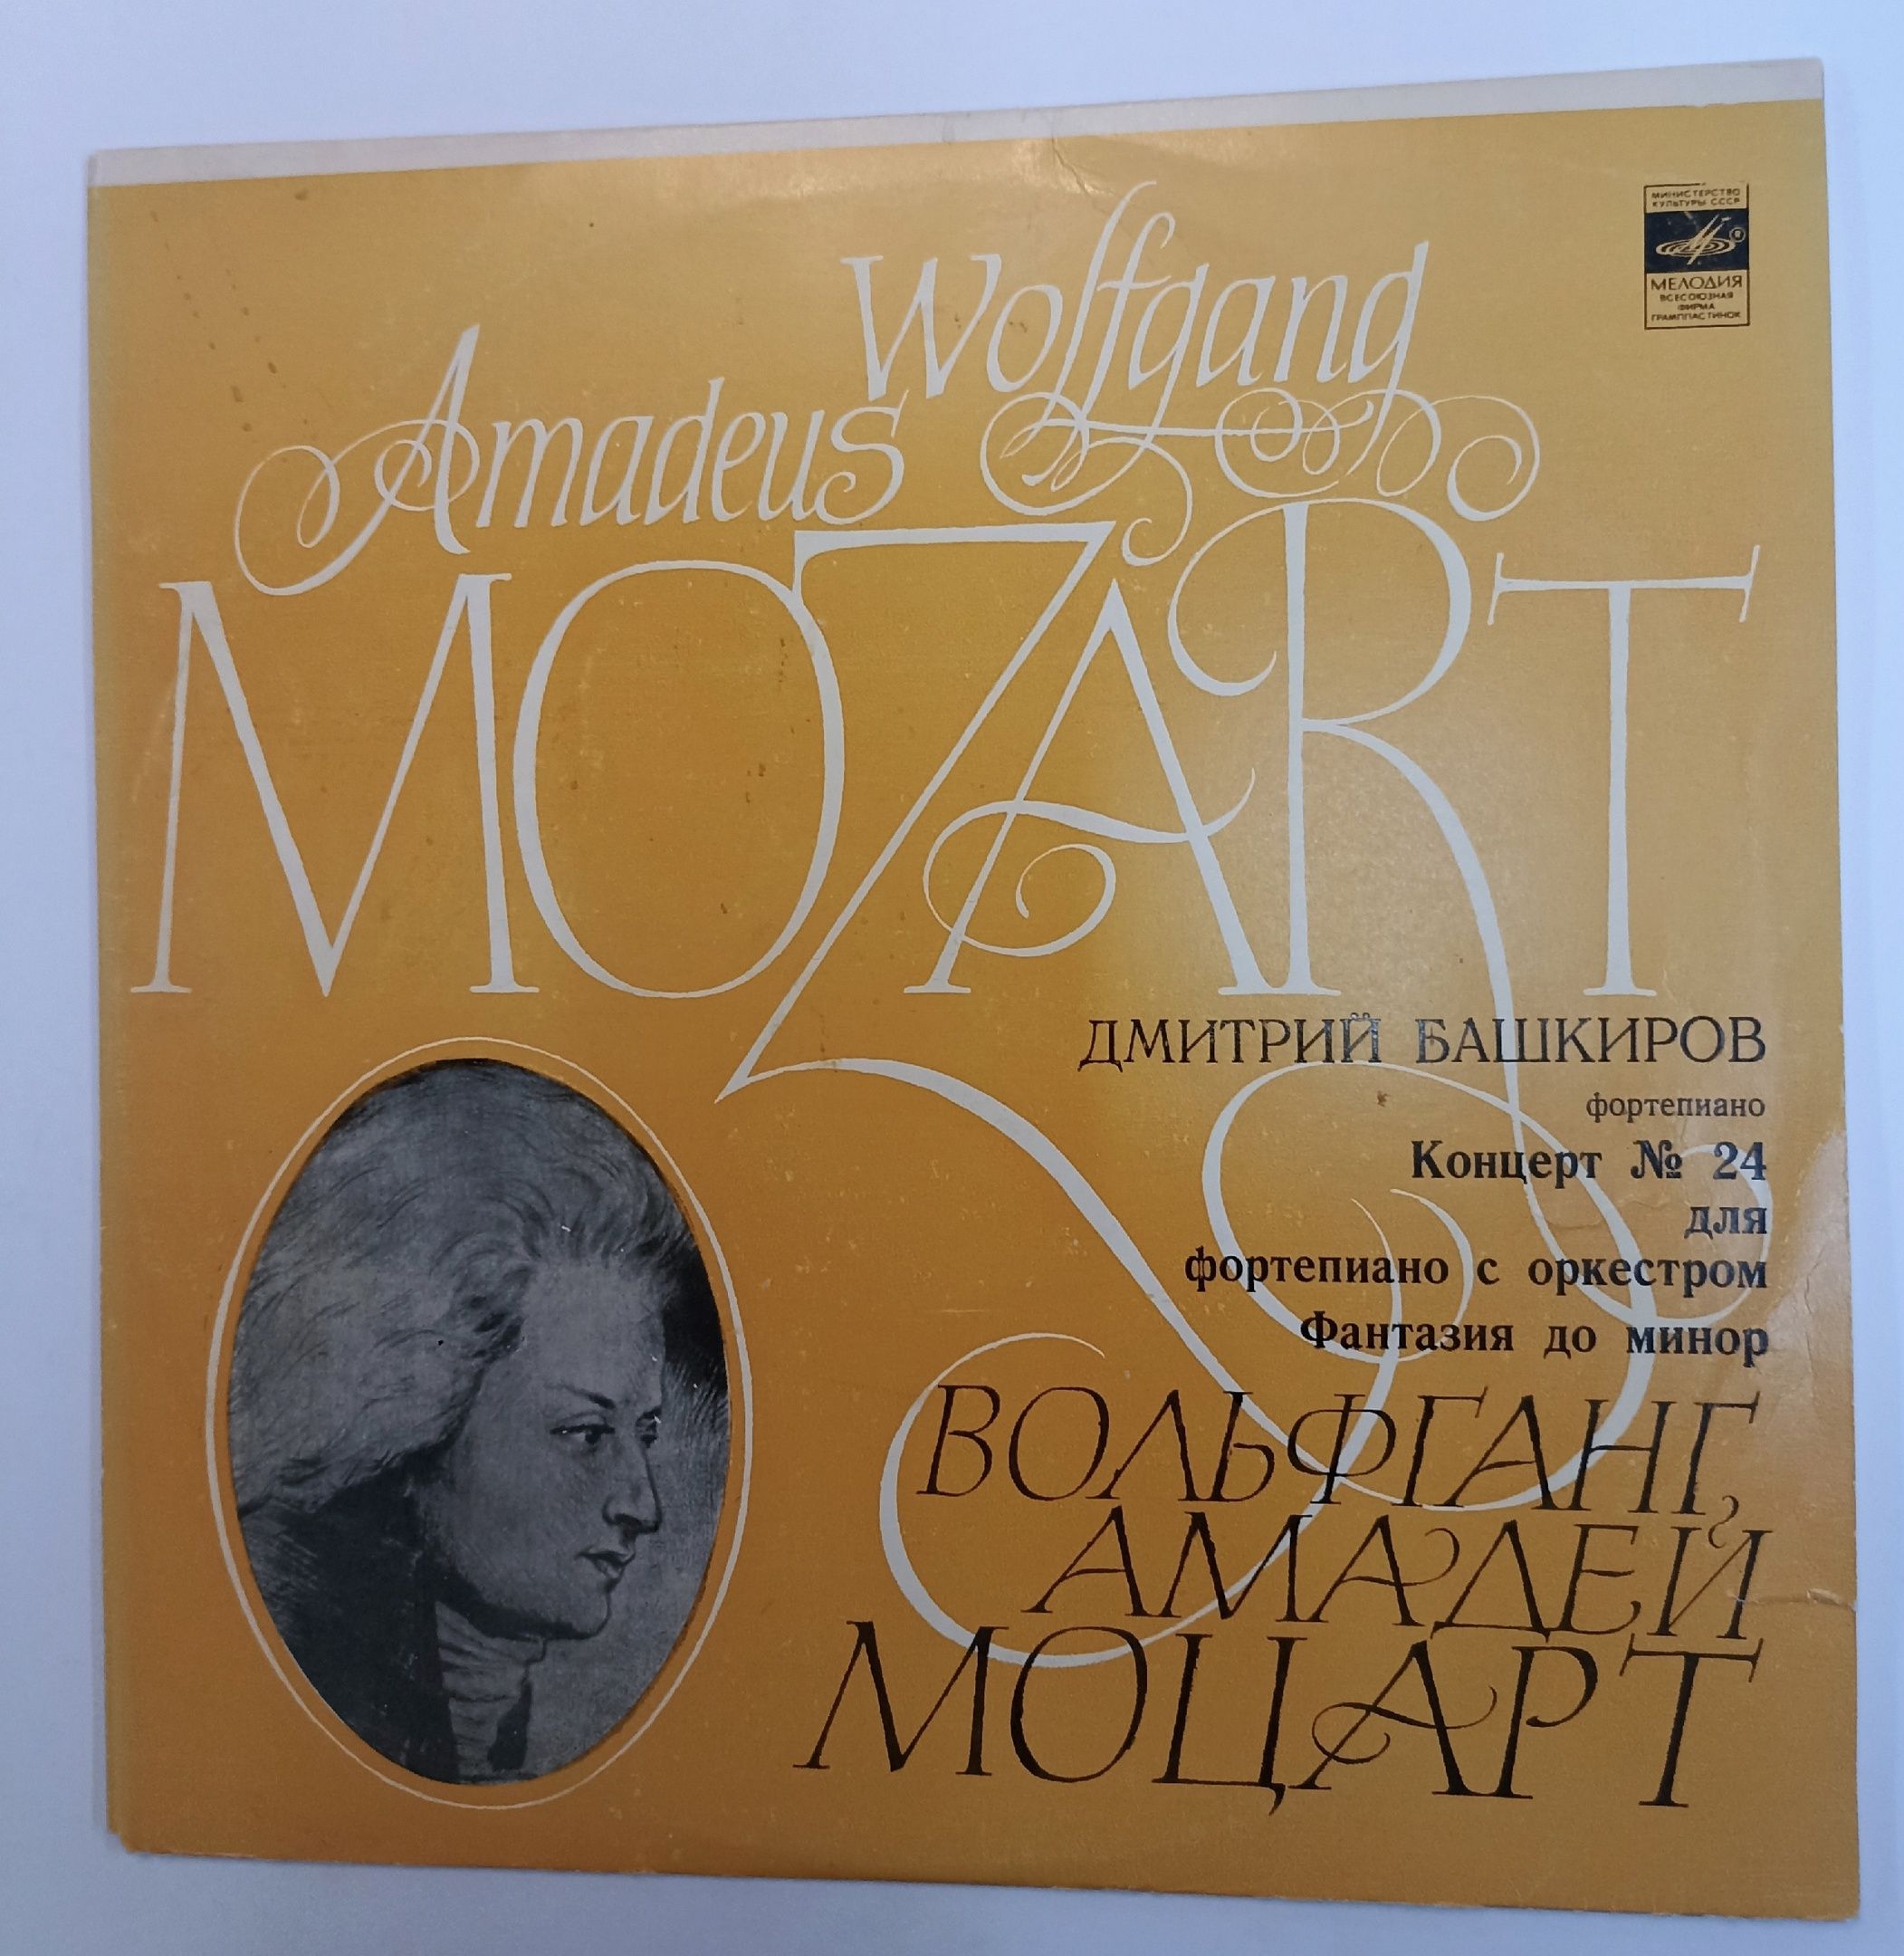 МИНИСТЕРСТВО
КУЛЬТУРЫ СССР
МЕЛОДИЯ
ВСЕСОЮЗНАЯ
ФИРМА
ГРАМПЛАСТИНОК
Wolfgang
Amadeus
MOZART
ДМИТРИЙ БАШКИРОВ
фортепиано
Концерт № 24
для
фортепиано с оркестром
Фантазия до минор
ВОЛЬФГАНГ
АМАДЕЙ
МОЦАРТ